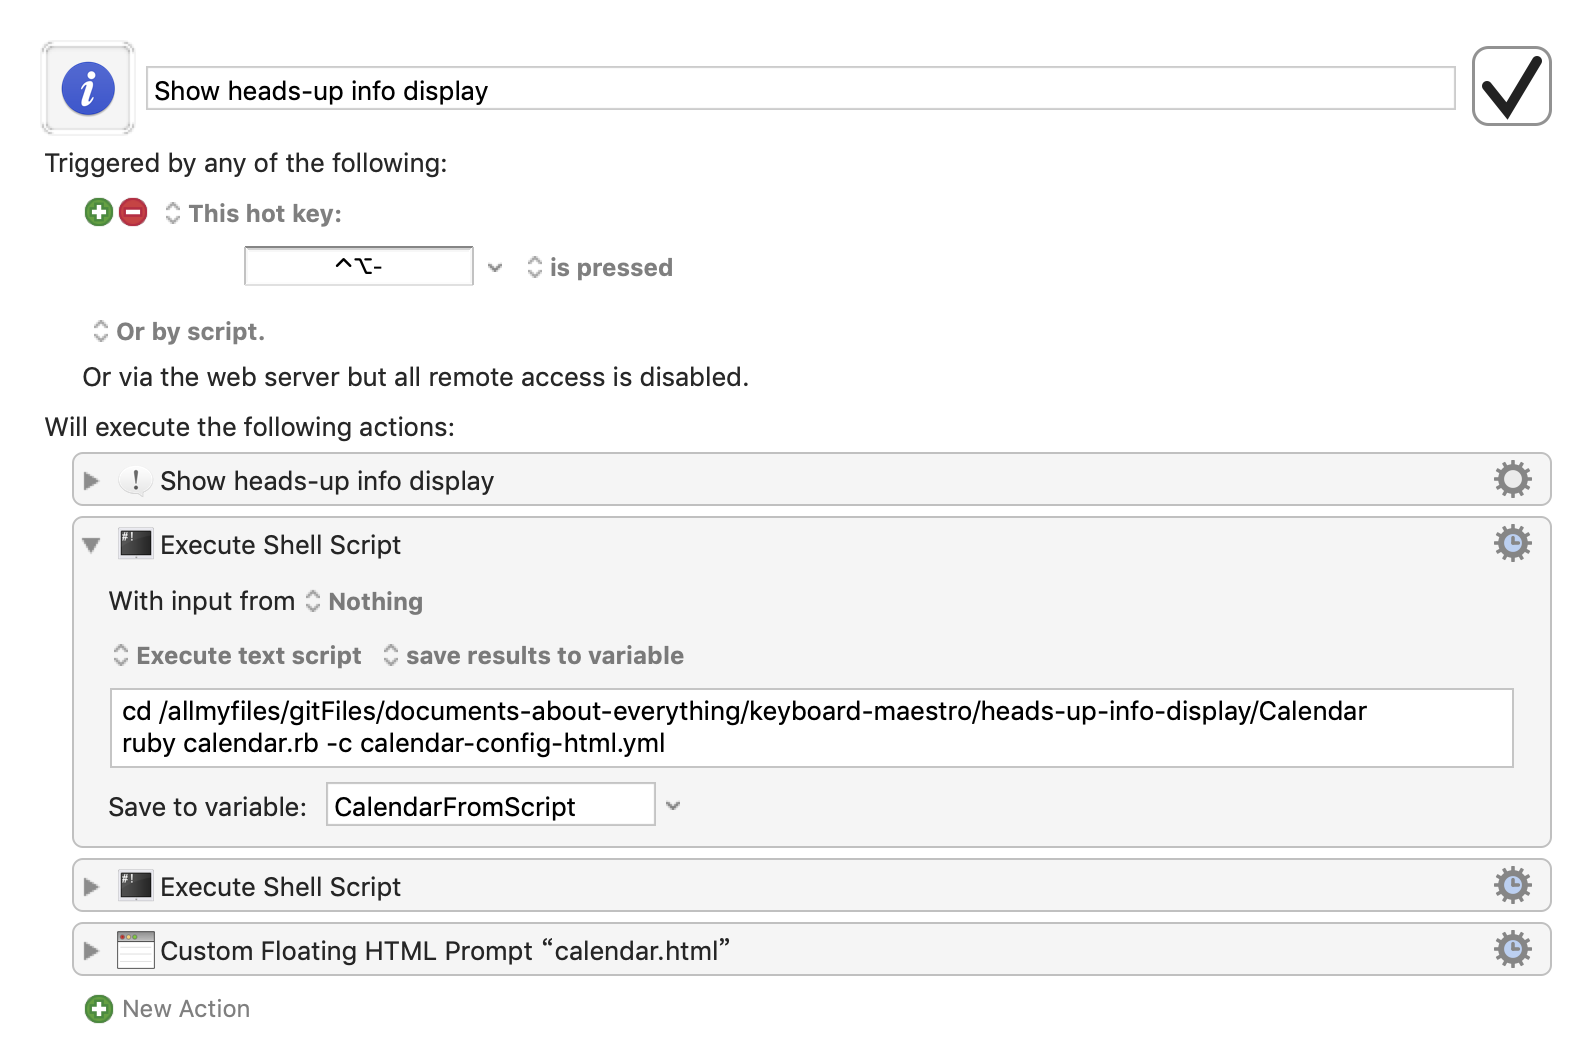 Show heads-up info display
Triggered by any of the following:
This hot key:
^⌥- is pressed
Or by script.
Or via the web server but all remote access is disabled.
Will execute the following actions:
! Show heads-up info display
#! Execute Shell Script
With input from Nothing
Execute text script save results to variable
cd /allmyfiles/gitFiles/documents-about-everything/keyboard-maestro/heads-up-info-display/Calendar
ruby calendar.rb -c calendar-config-html.yml
Save to variable: CalendarFromScript
#! Execute Shell Script
Custom Floating HTML Prompt “calendar.html”
New Action